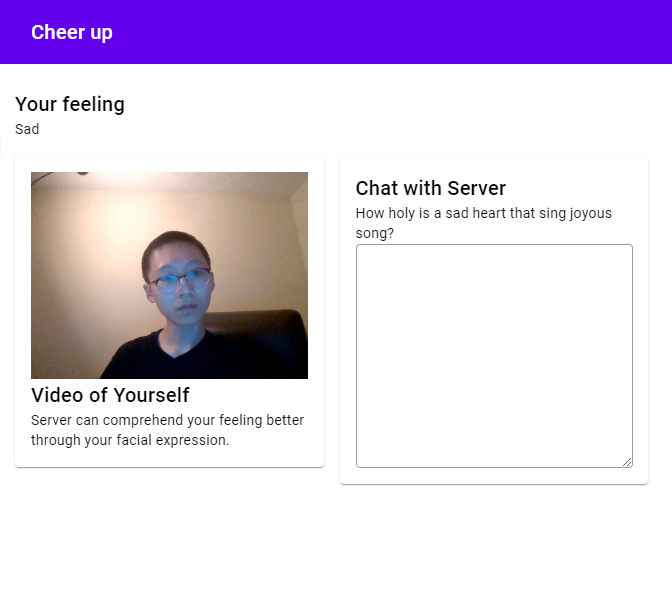 Cheer up
Your feeling
Sad
Video of Yourself
Server can comprehend your feeling better
through your facial expression.
Chat with Server
How holy is a sad heart that sing joyous
song?